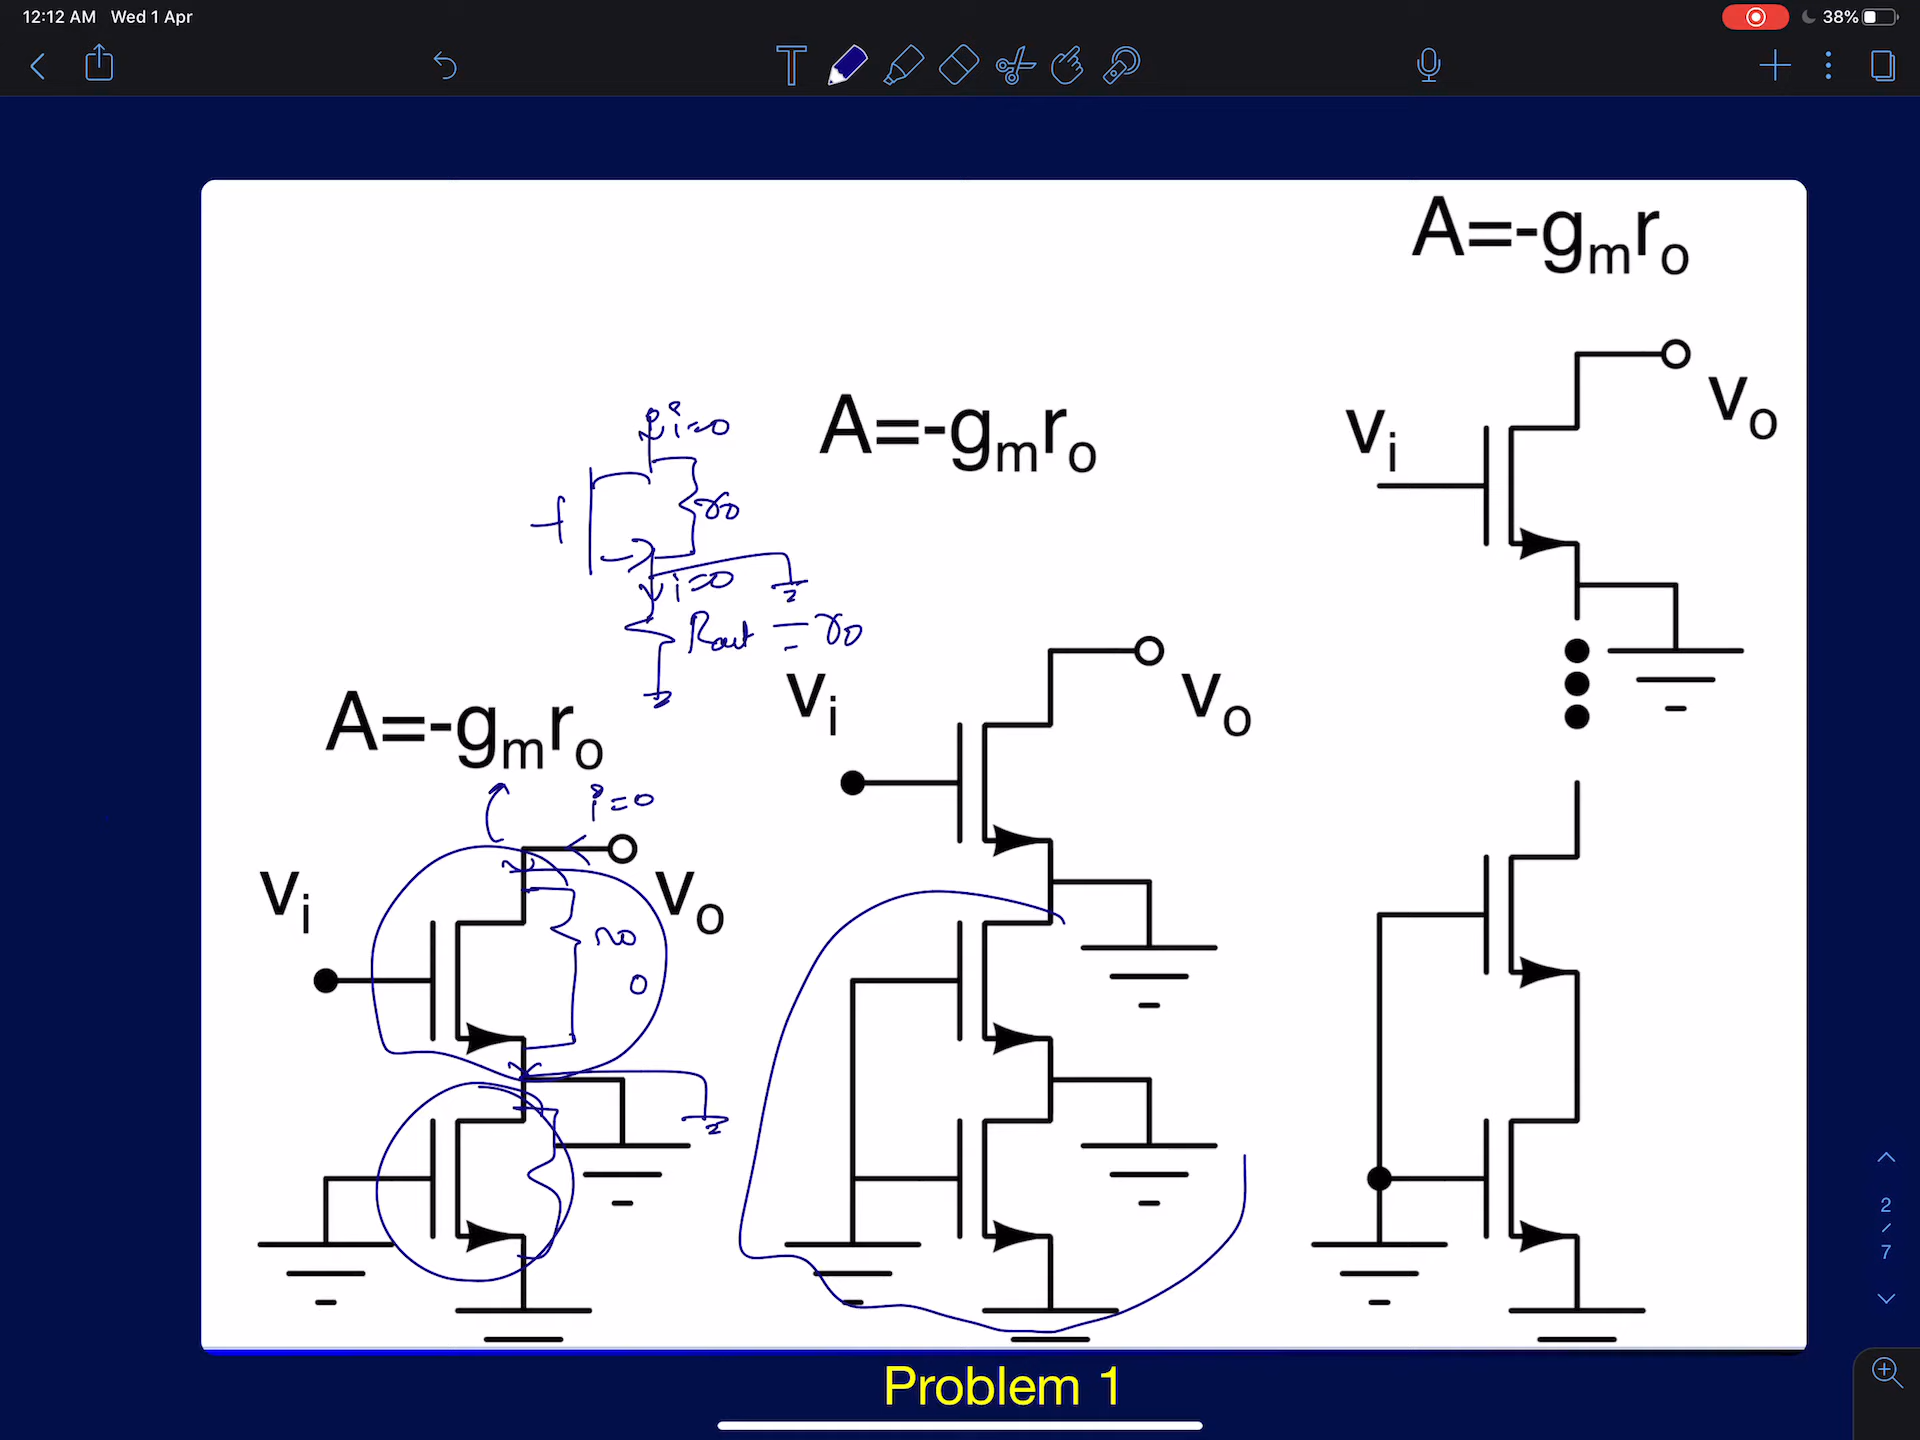 12:12 AM Wed 1 Apr
38%
T
A=-gmro
vi
vo
A=-gmro
vi
vo
i=0
ro
i=0
Rout = ro
A=-gmro
i=0
vi
vo
ro
0
2
/
7
Problem 1